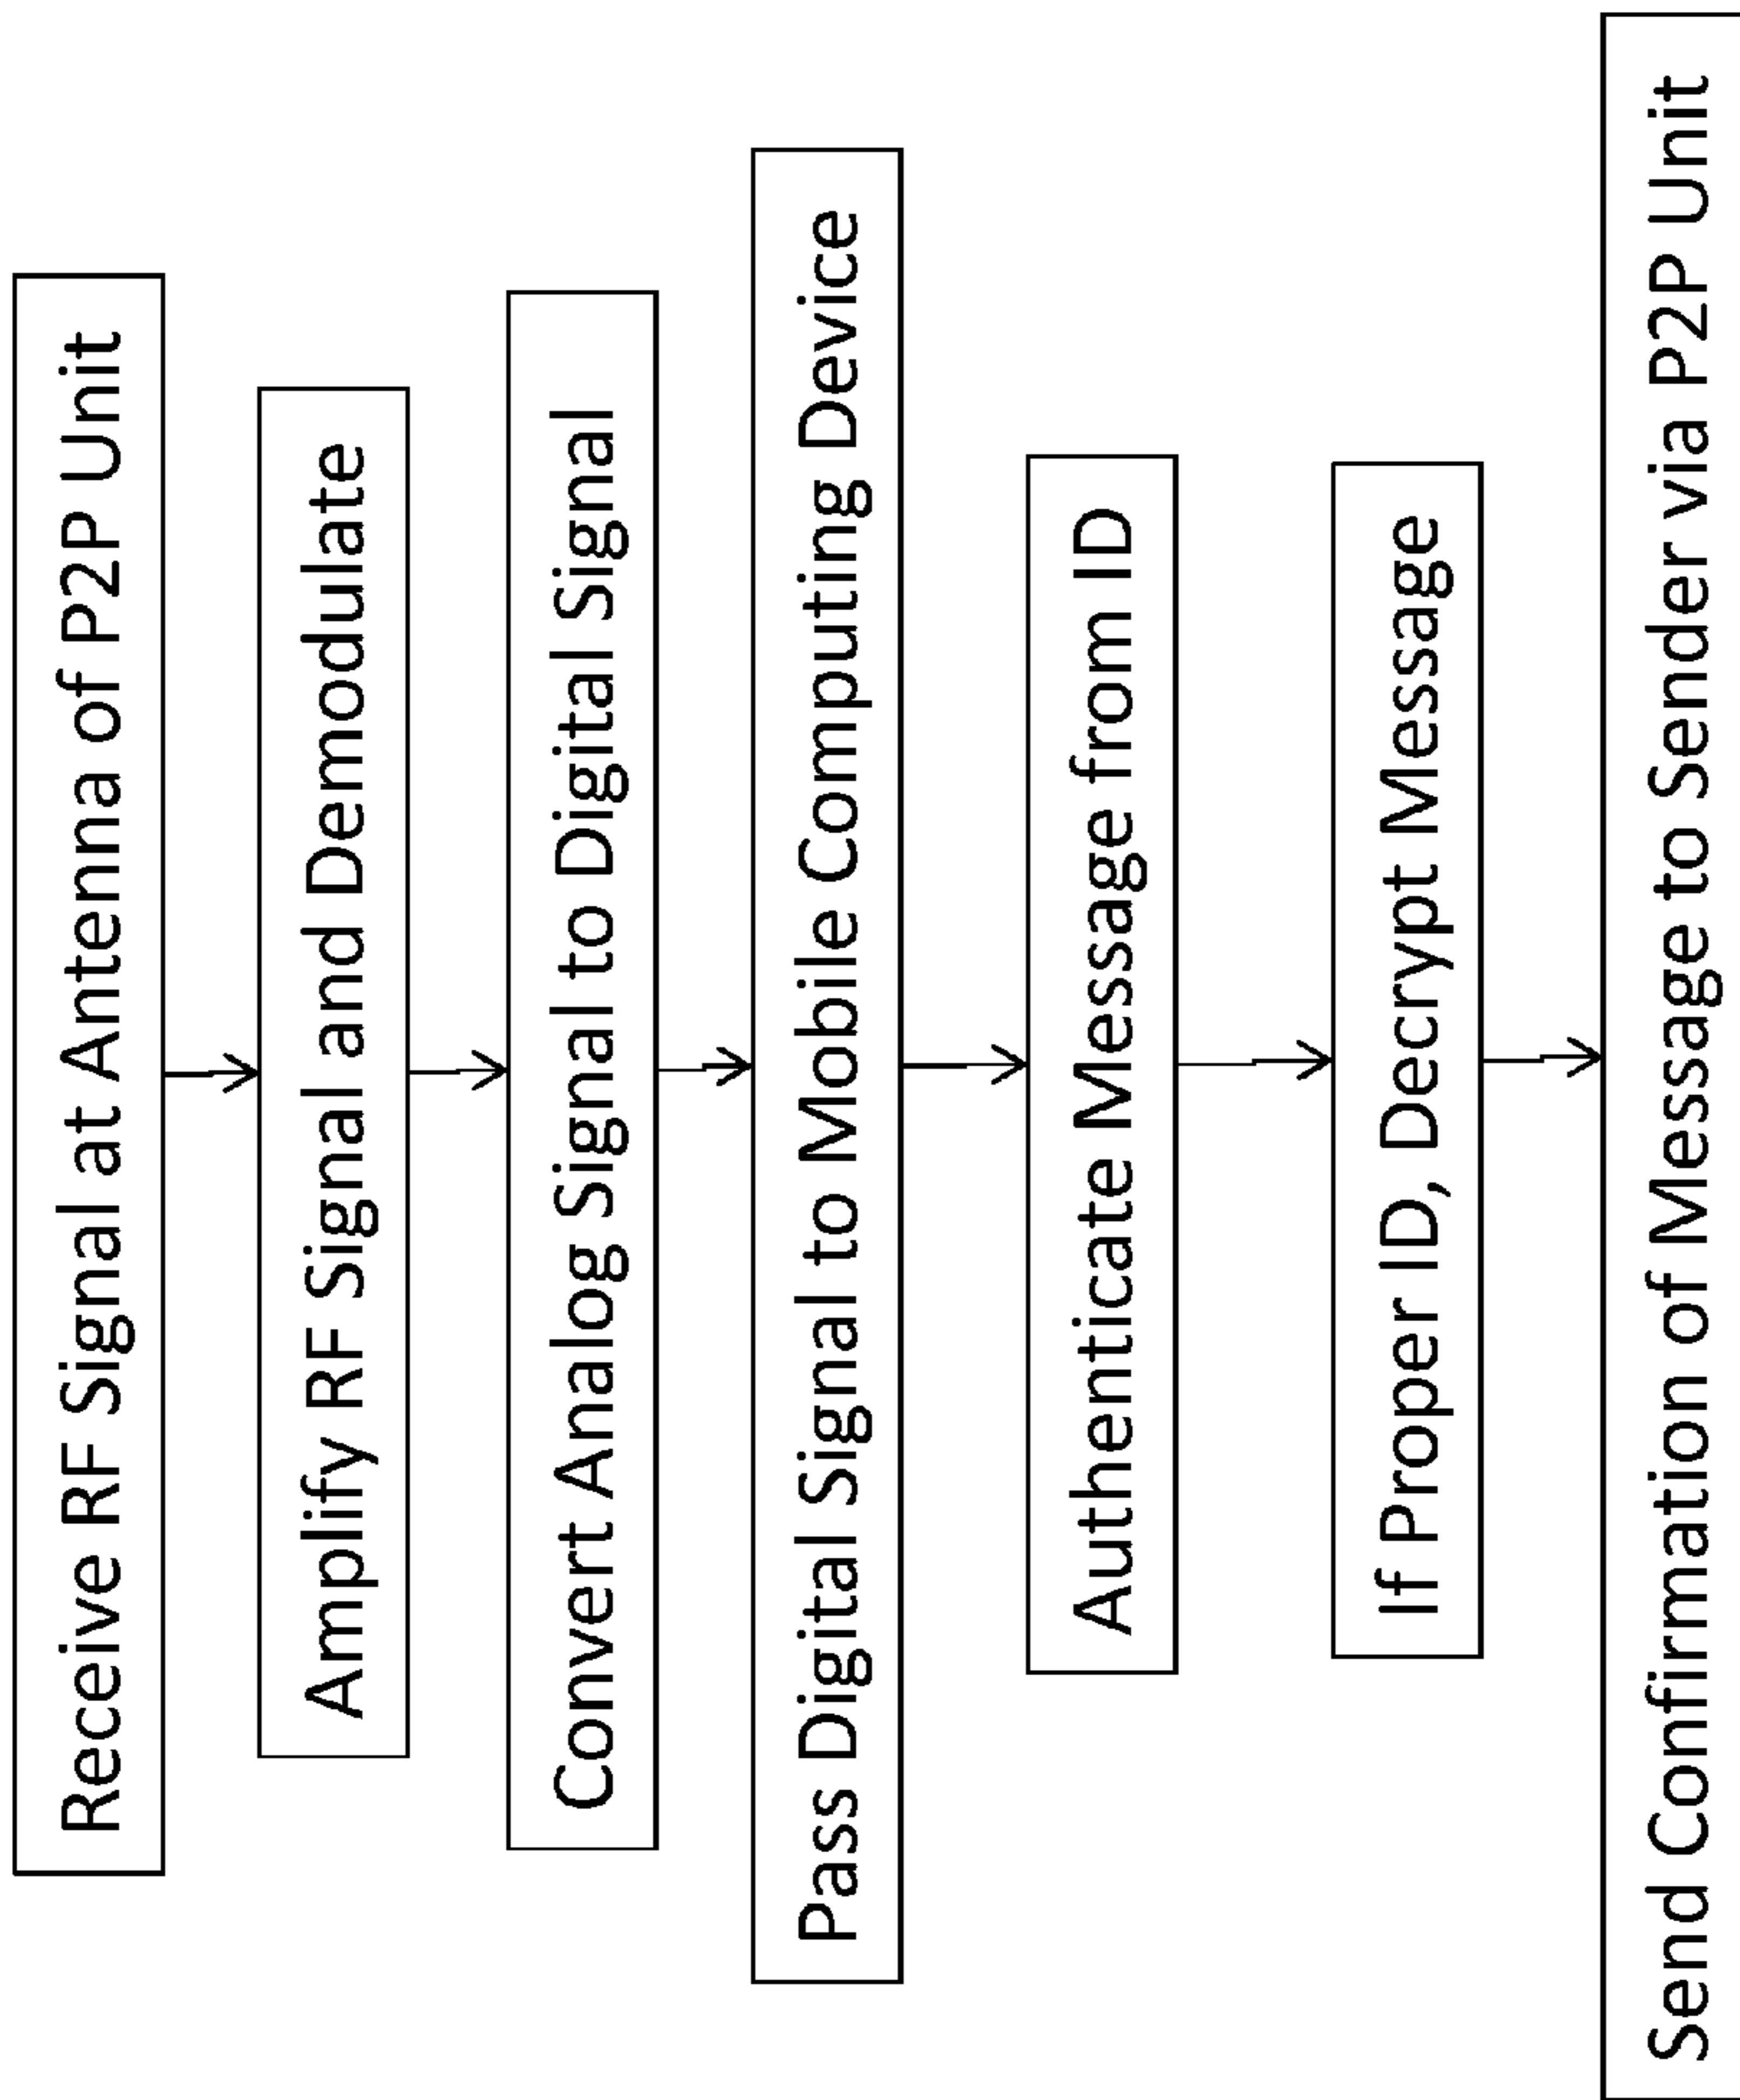 Receive RF Signal at Antenna of P2P Unit
Amplify RF Signal and Demodulate
Convert Analog Signal to Digital Signal
Pass Digital Signal to Mobile Computing Device
Authenticate Message from ID
If Proper ID, Decrypt Message
Send Confirmation of Message to Sender via P2P Unit